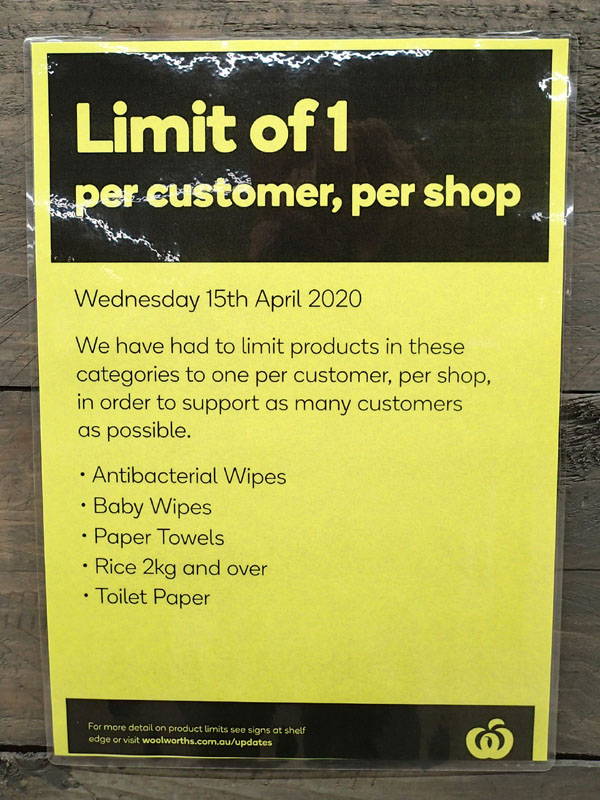 Limit of 1
per customer, per shop
Wednesday 15th April 2020
We have had to limit products in these
categories to one per customer, per shop,
in order to support as many customers
as possible.
• Antibacterial Wipes
• Baby Wipes
• Paper Towels
• Rice 2kg and over
• Toilet Paper
For more detail on product limits see signs at shelf
edge or visit woolworths.com.au/updates